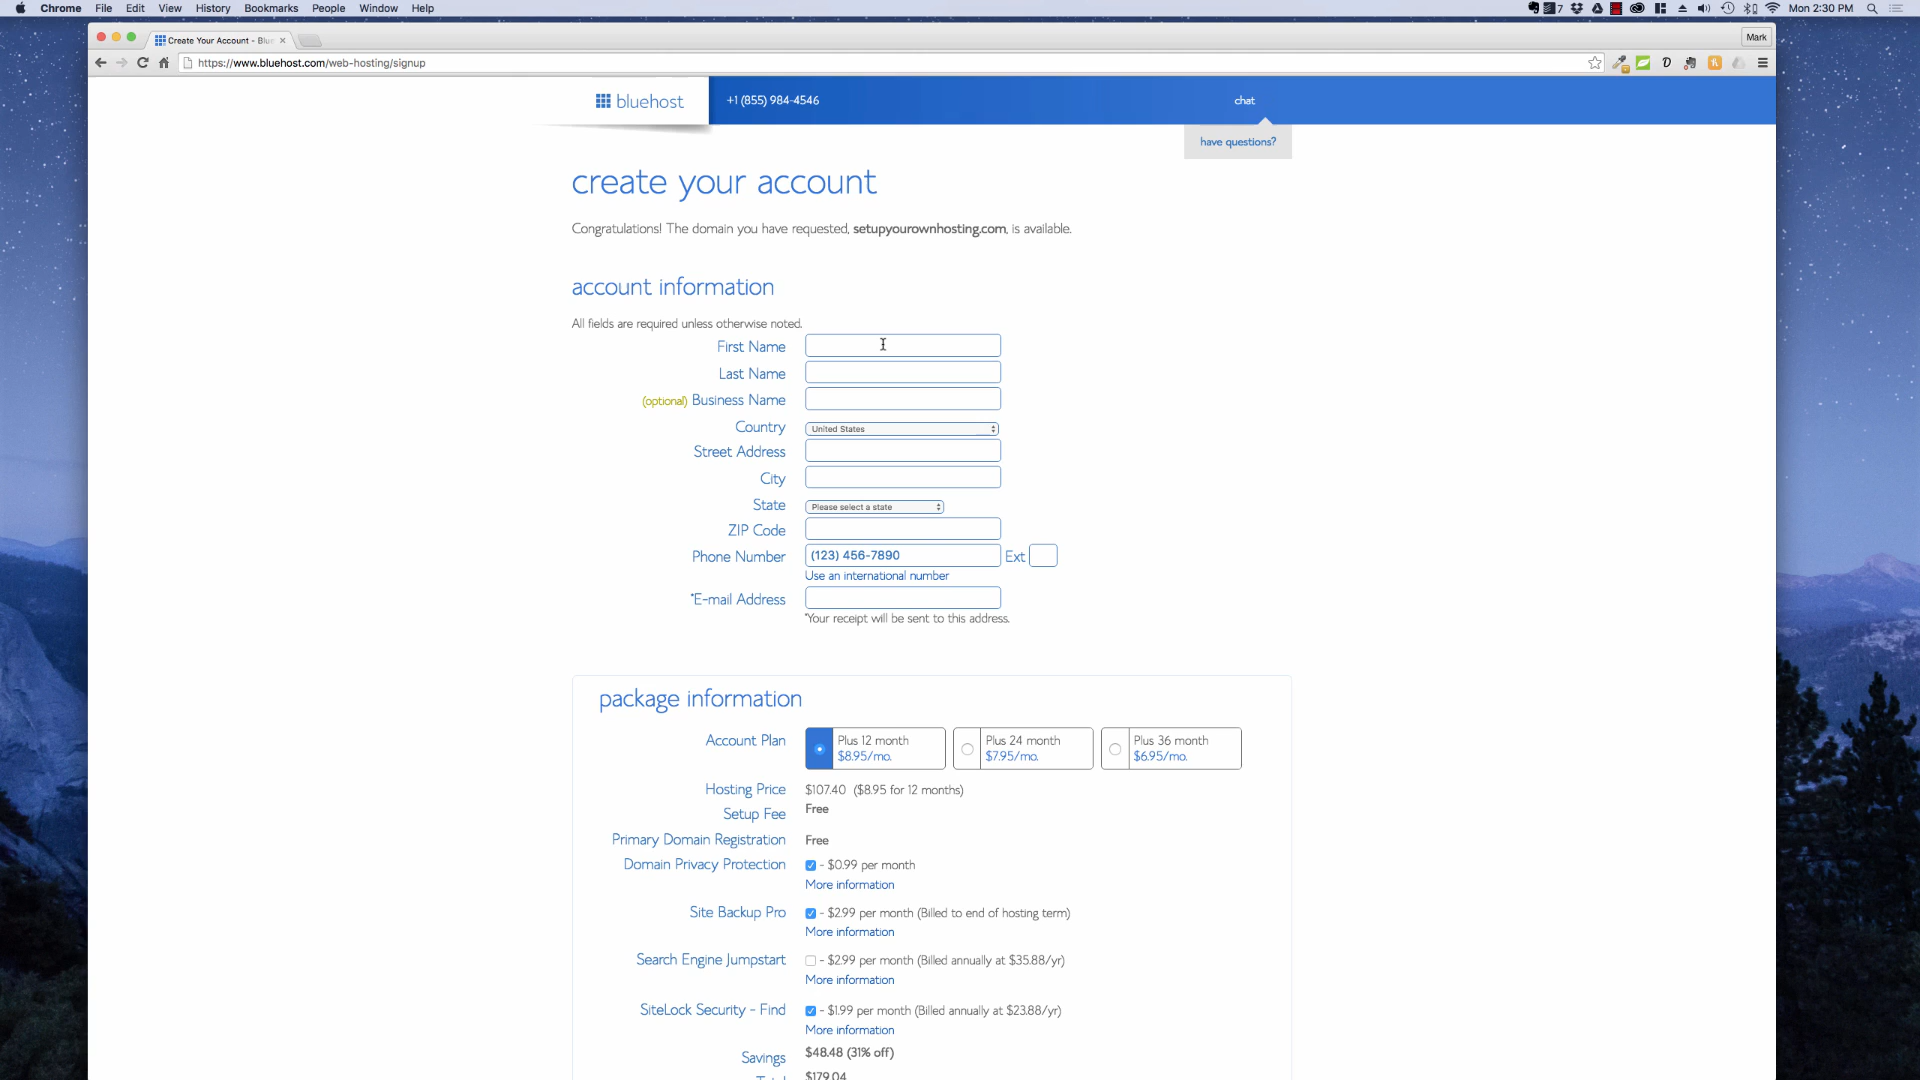 Chrome File Edit View History Bookmarks People Window Help 7 Mon 2:30 PM
Create Your Account - Blue Mark
https://www.bluehost.com/web-hosting/signup
bluehost +1 (855) 984-4546 chat
have questions?
create your account
Congratulations! The domain you have requested, setupyourownhosting.com, is available.
account information
All fields are required unless otherwise noted.
First Name
Last Name
(optional) Business Name
Country United States
Street Address
City
State Please select a state
ZIP Code
Phone Number (123) 456-7890 Ext
Use an international number
*E-mail Address
*Your receipt will be sent to this address.
package information
Account Plan Plus 12 month Plus 24 month Plus 36 month
$8.95/mo. $7.95/mo. $6.95/mo.
Hosting Price $107.40 ($8.95 for 12 months)
Setup Fee Free
Primary Domain Registration Free
Domain Privacy Protection - $0.99 per month
More information
Site Backup Pro - $2.99 per month (Billed to end of hosting term)
More information
Search Engine Jumpstart - $2.99 per month (Billed annually at $35.88/yr)
More information
SiteLock Security - Find - $1.99 per month (Billed annually at $23.88/yr)
More information
Savings $48.48 (31% off)
Total $179.04